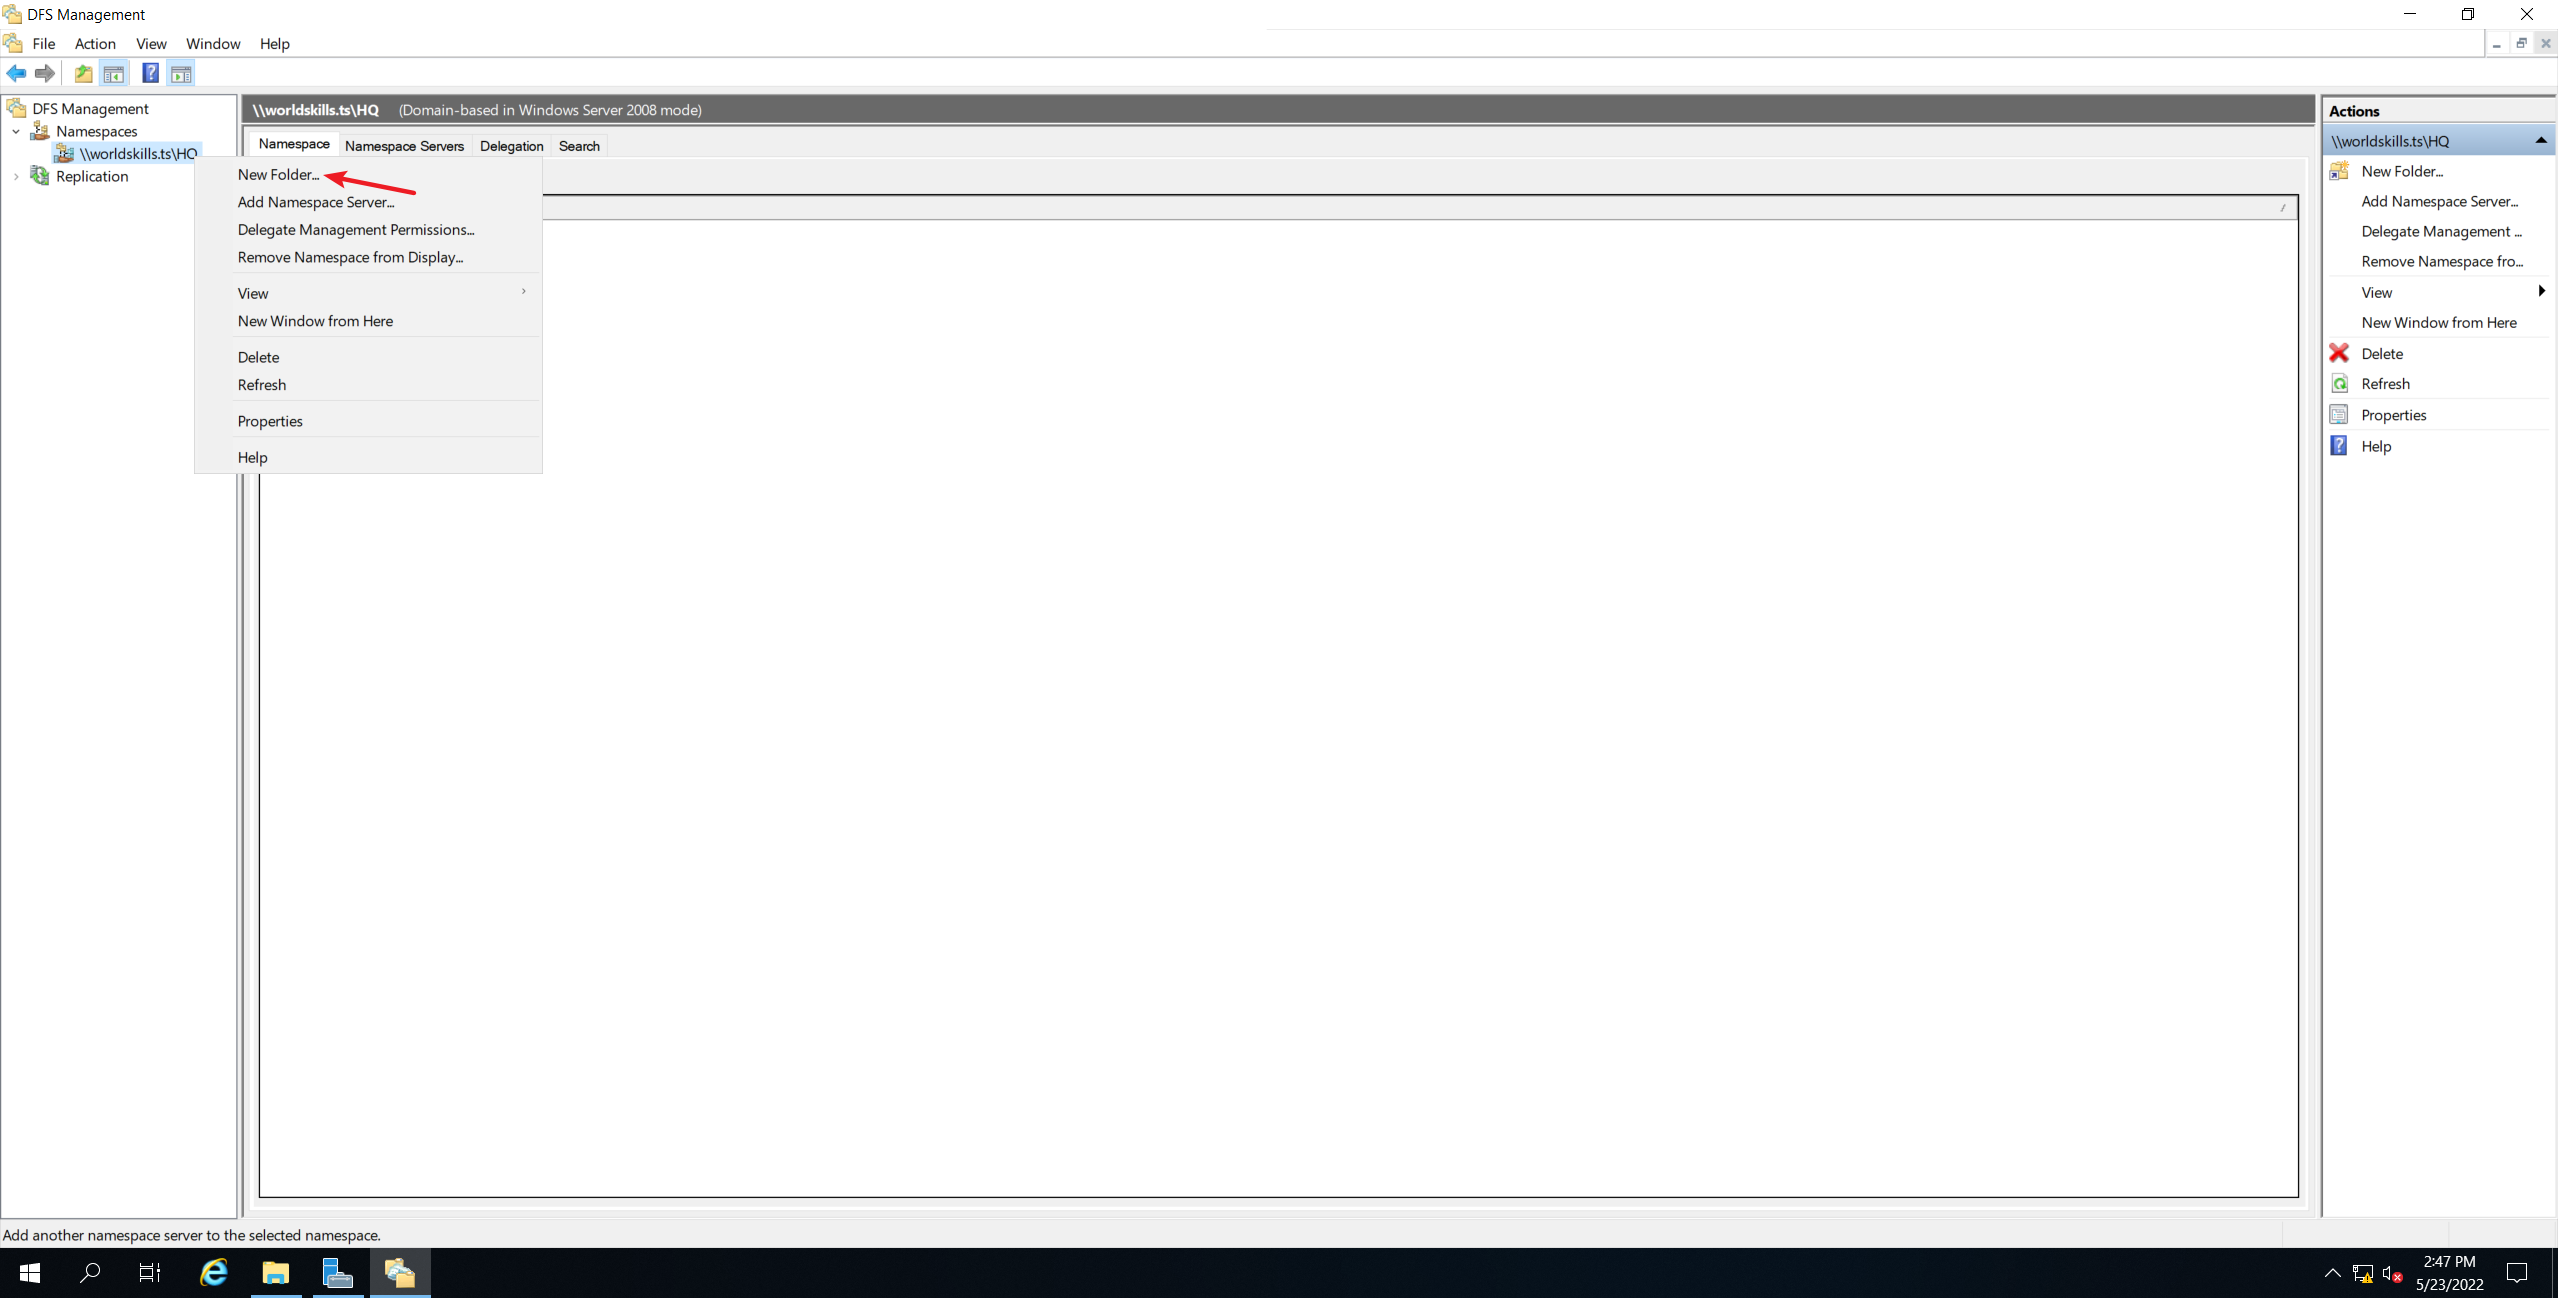 DFS Management
File Action View Window Help
DFS Management
Namespaces
\\worldskills.ts\HQ
Replication
\\worldskills.ts\HQ (Domain-based in Windows Server 2008 mode)
Namespace Namespace Servers Delegation Search
New Folder...
Add Namespace Server...
Delegate Management Permissions...
Remove Namespace from Display...
View
New Window from Here
Delete
Refresh
Properties
Help
Actions
\\worldskills.ts\HQ
New Folder...
Add Namespace Server...
Delegate Management ...
Remove Namespace fro...
View
New Window from Here
Delete
Refresh
Properties
Help
Add another namespace server to the selected namespace.
2:47 PM
5/23/2022